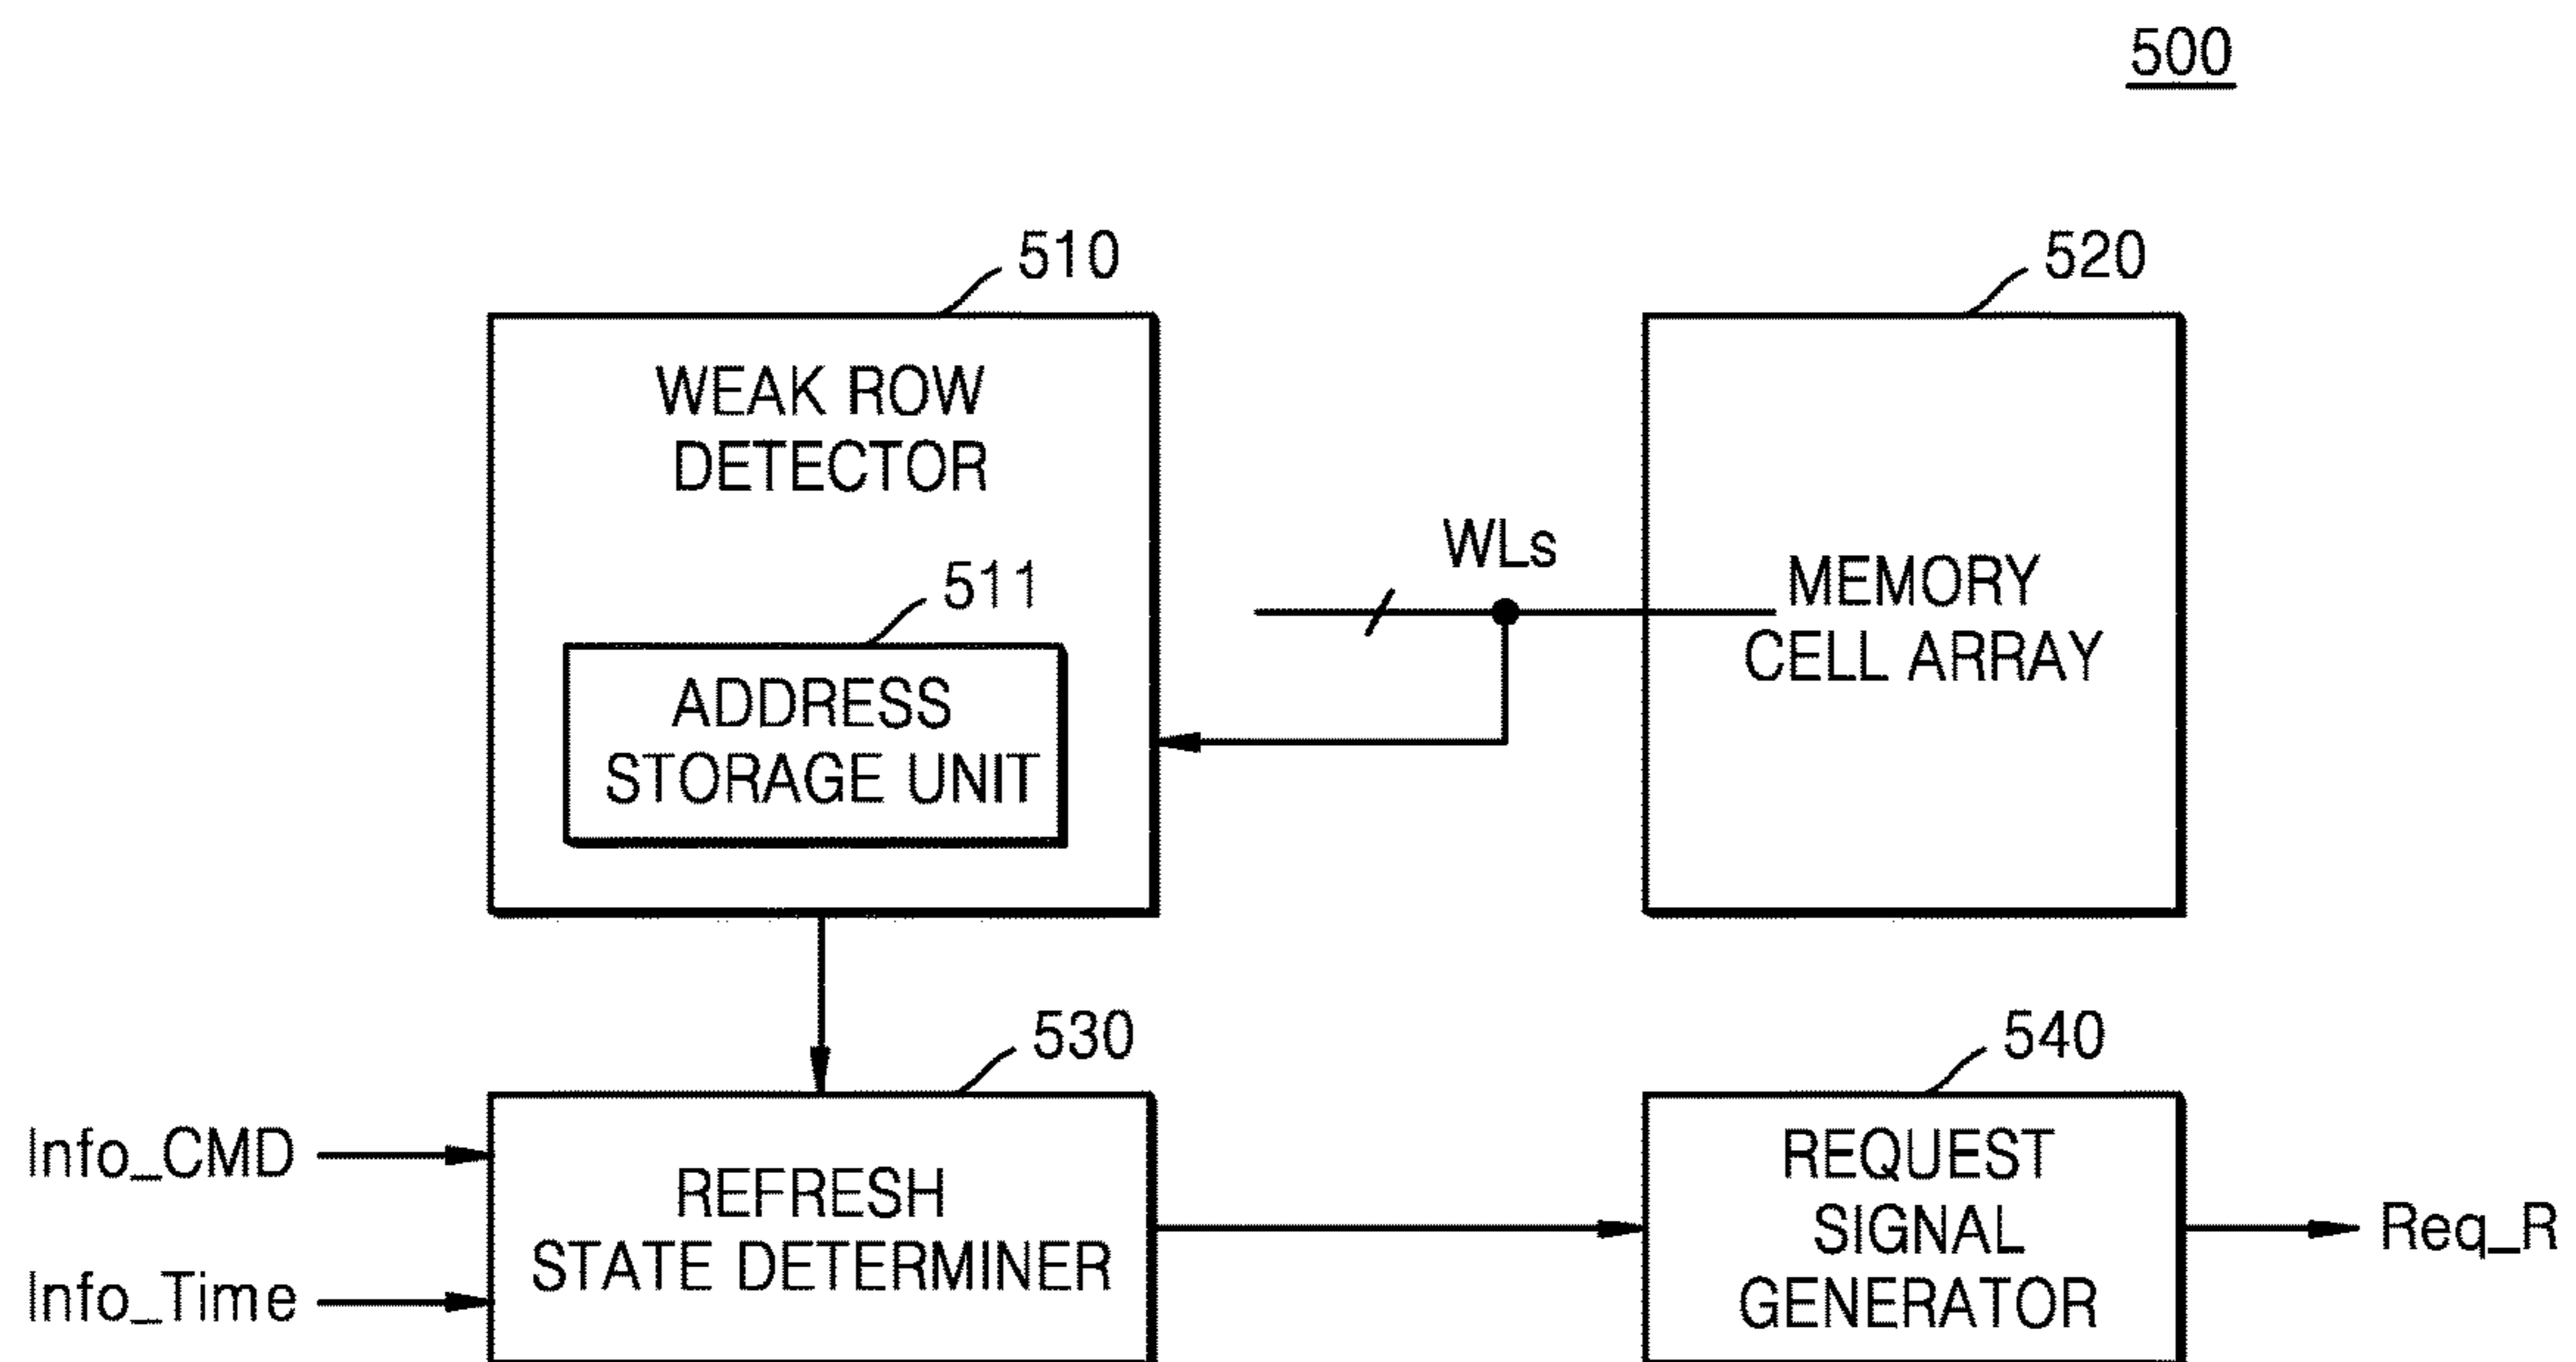 500
510
520
WEAK ROW
DETECTOR
511
ADDRESS
STORAGE UNIT
WLs
MEMORY
CELL ARRAY
530
540
Info_CMD
Info_Time
REFRESH
STATE DETERMINER
REQUEST
SIGNAL
GENERATOR
Req_R